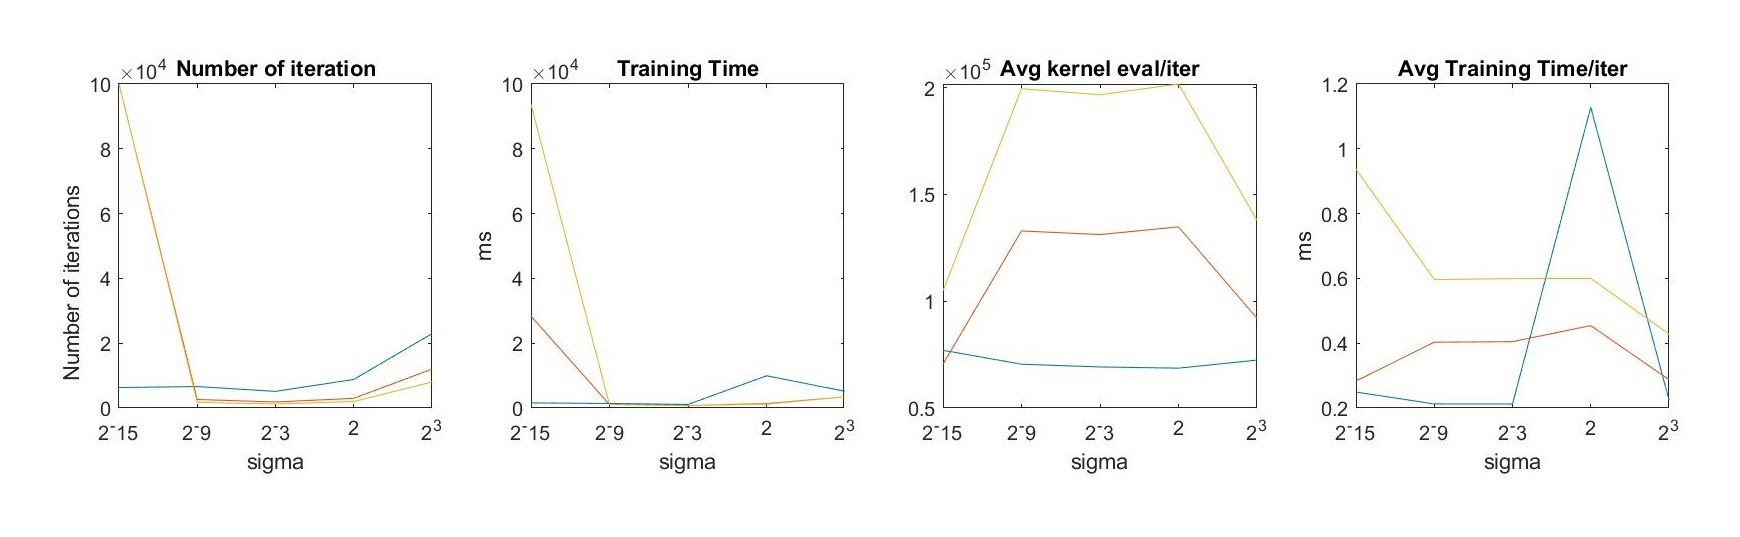 ×10⁴ Number of iteration
10
8
6
4
2
0
Number of iterations
2⁻15 2⁻9 2⁻3 2 2³
sigma
×10⁴ Training Time
10
8
6
4
2
0
ms
2⁻15 2⁻9 2⁻3 2 2³
sigma
×10⁵ Avg kernel eval/iter
2
1.5
1
0.5
2⁻15 2⁻9 2⁻3 2 2³
sigma
Avg Training Time/iter
1.2
1
0.8
0.6
0.4
0.2
ms
2⁻15 2⁻9 2⁻3 2 2³
sigma